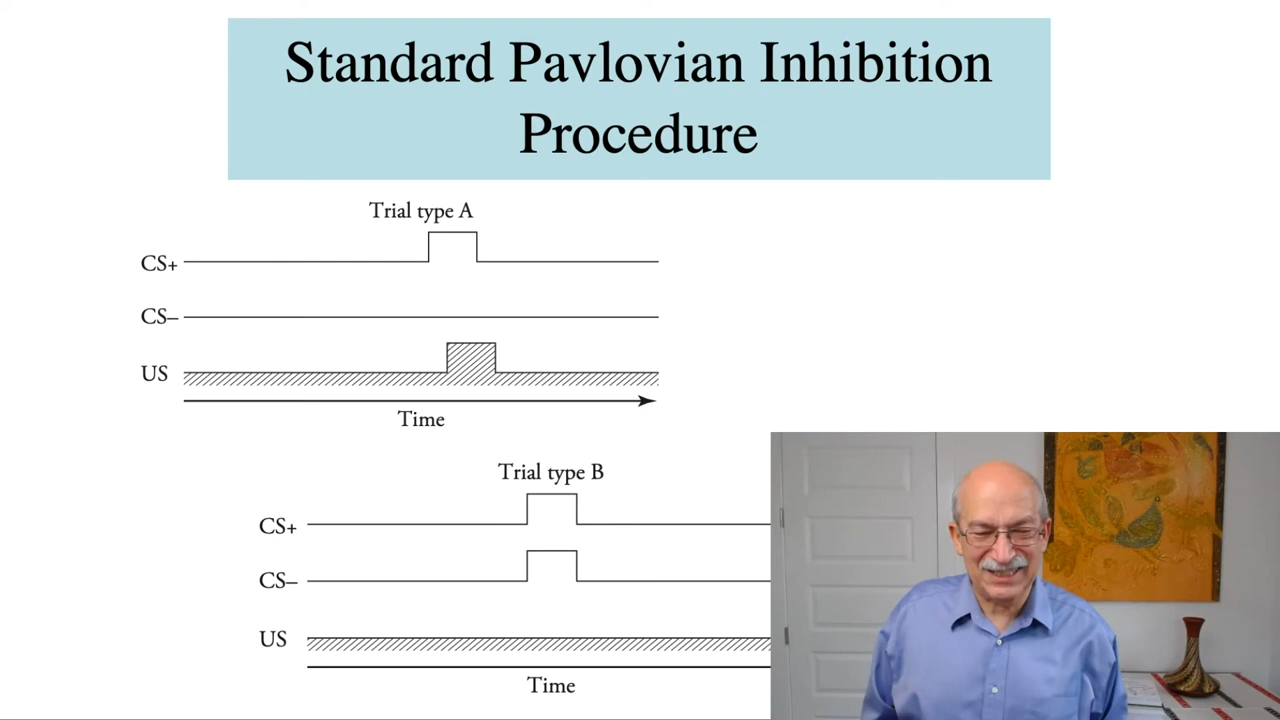 Standard Pavlovian Inhibition
Procedure
Trial type A
CS+
CS–
US
Time
Trial type B
CS+
CS–
US
Time